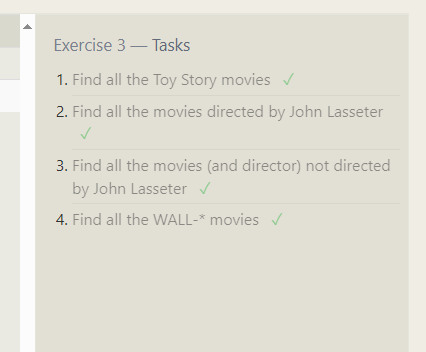 Exercise 3 — Tasks
1. Find all the Toy Story movies ✓
2. Find all the movies directed by John Lasseter
✓
3. Find all the movies (and director) not directed
by John Lasseter ✓
4. Find all the WALL-* movies ✓